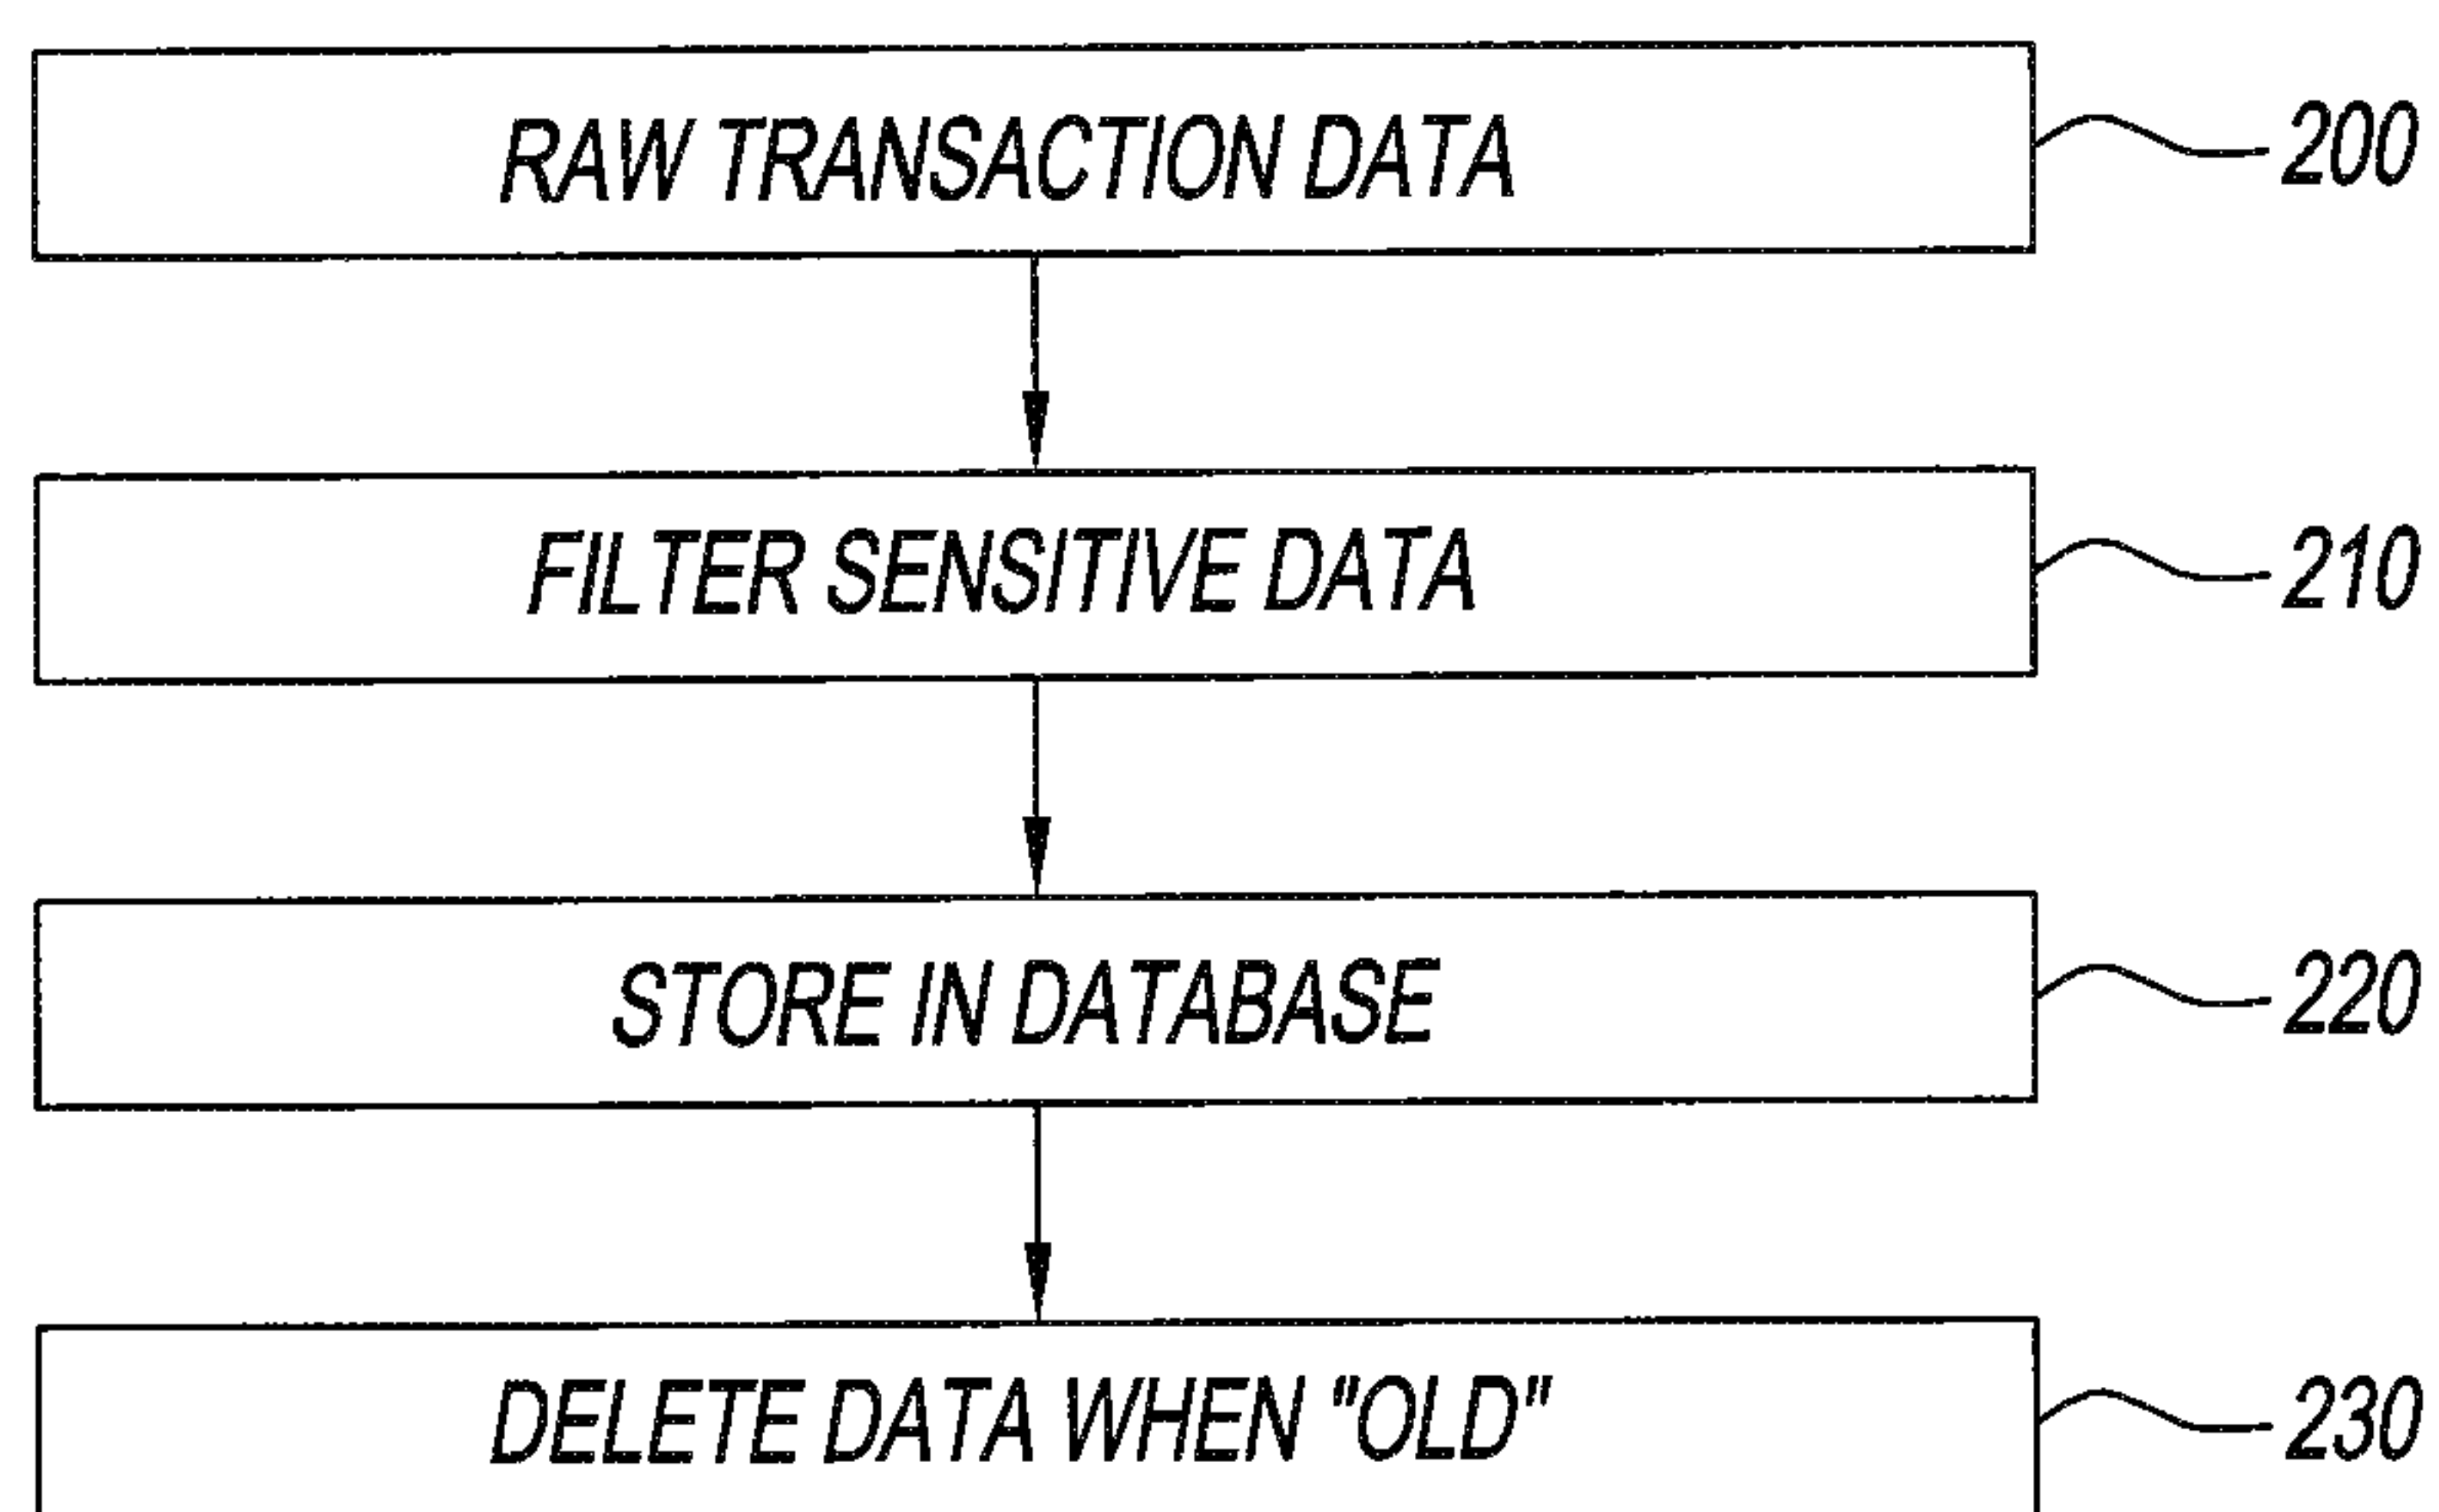 RAW TRANSACTION DATA 200
FILTER SENSITIVE DATA 210
STORE IN DATABASE 220
DELETE DATA WHEN "OLD" 230